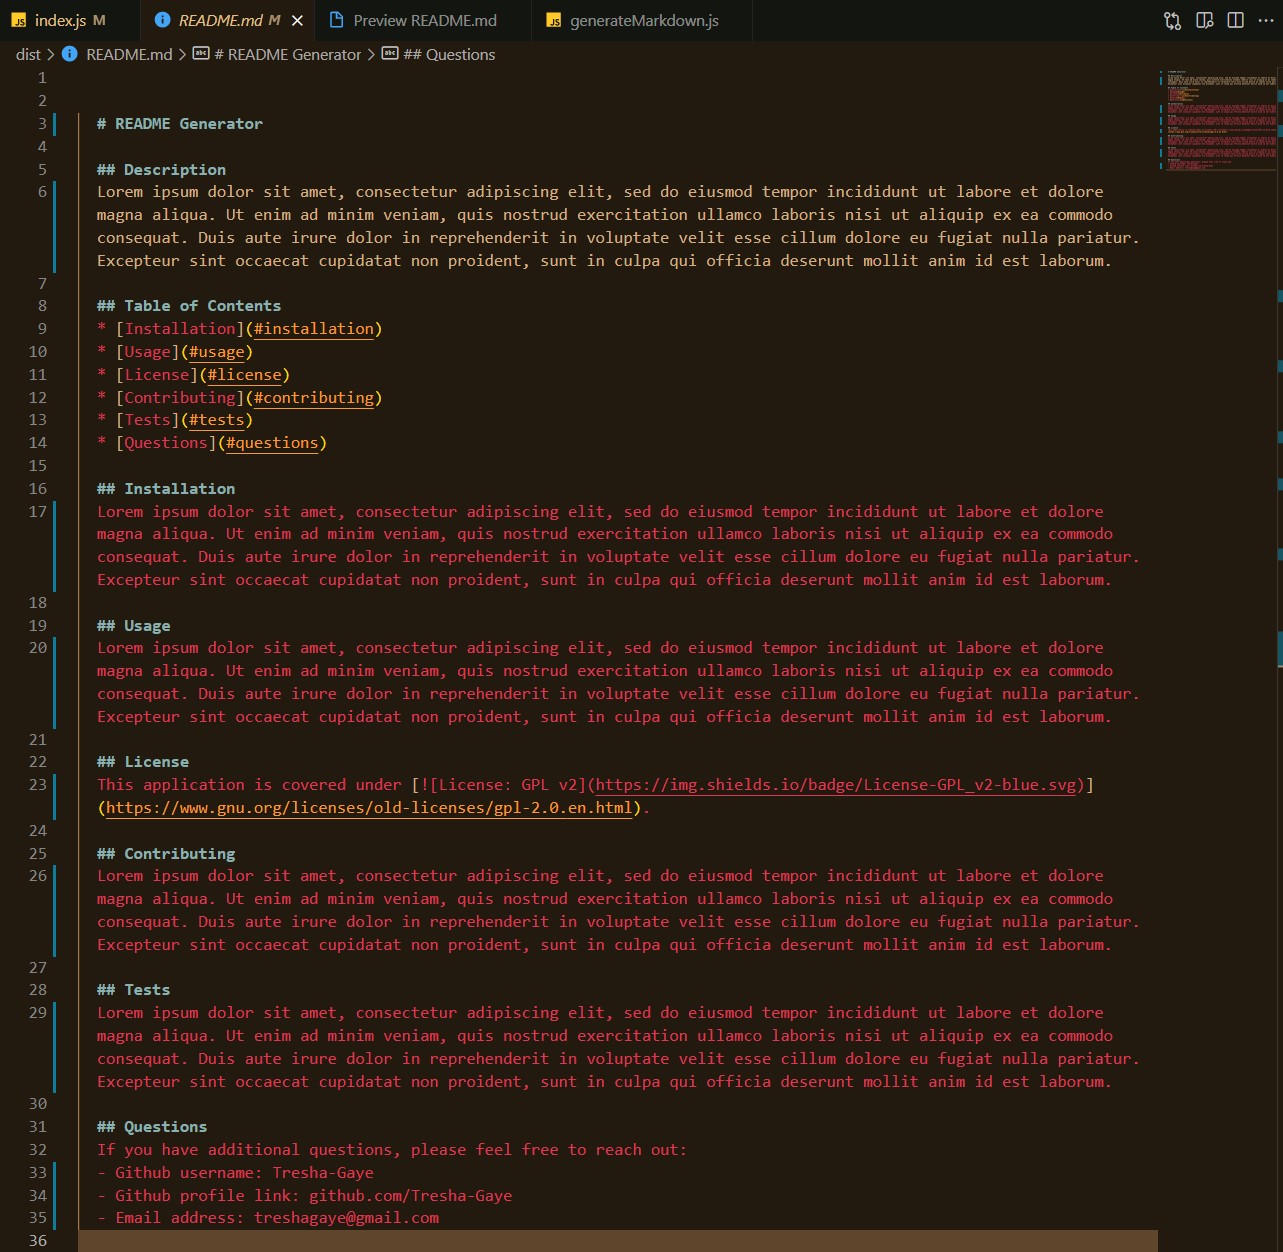 index.js M README.md M Preview README.md generateMarkdown.js
dist > README.md > # README Generator > ## Questions
1
2
3 # README Generator
4
5 ## Description
6 Lorem ipsum dolor sit amet, consectetur adipiscing elit, sed do eiusmod tempor incididunt ut labore et dolore
magna aliqua. Ut enim ad minim veniam, quis nostrud exercitation ullamco laboris nisi ut aliquip ex ea commodo
consequat. Duis aute irure dolor in reprehenderit in voluptate velit esse cillum dolore eu fugiat nulla pariatur.
Excepteur sint occaecat cupidatat non proident, sunt in culpa qui officia deserunt mollit anim id est laborum.
7
8 ## Table of Contents
9 * [Installation](#installation)
10 * [Usage](#usage)
11 * [License](#license)
12 * [Contributing](#contributing)
13 * [Tests](#tests)
14 * [Questions](#questions)
15
16 ## Installation
17 Lorem ipsum dolor sit amet, consectetur adipiscing elit, sed do eiusmod tempor incididunt ut labore et dolore
magna aliqua. Ut enim ad minim veniam, quis nostrud exercitation ullamco laboris nisi ut aliquip ex ea commodo
consequat. Duis aute irure dolor in reprehenderit in voluptate velit esse cillum dolore eu fugiat nulla pariatur.
Excepteur sint occaecat cupidatat non proident, sunt in culpa qui officia deserunt mollit anim id est laborum.
18
19 ## Usage
20 Lorem ipsum dolor sit amet, consectetur adipiscing elit, sed do eiusmod tempor incididunt ut labore et dolore
magna aliqua. Ut enim ad minim veniam, quis nostrud exercitation ullamco laboris nisi ut aliquip ex ea commodo
consequat. Duis aute irure dolor in reprehenderit in voluptate velit esse cillum dolore eu fugiat nulla pariatur.
Excepteur sint occaecat cupidatat non proident, sunt in culpa qui officia deserunt mollit anim id est laborum.
21
22 ## License
23 This application is covered under [![License: GPL v2](https://img.shields.io/badge/License-GPL_v2-blue.svg)]
(https://www.gnu.org/licenses/old-licenses/gpl-2.0.en.html).
24
25 ## Contributing
26 Lorem ipsum dolor sit amet, consectetur adipiscing elit, sed do eiusmod tempor incididunt ut labore et dolore
magna aliqua. Ut enim ad minim veniam, quis nostrud exercitation ullamco laboris nisi ut aliquip ex ea commodo
consequat. Duis aute irure dolor in reprehenderit in voluptate velit esse cillum dolore eu fugiat nulla pariatur.
Excepteur sint occaecat cupidatat non proident, sunt in culpa qui officia deserunt mollit anim id est laborum.
27
28 ## Tests
29 Lorem ipsum dolor sit amet, consectetur adipiscing elit, sed do eiusmod tempor incididunt ut labore et dolore
magna aliqua. Ut enim ad minim veniam, quis nostrud exercitation ullamco laboris nisi ut aliquip ex ea commodo
consequat. Duis aute irure dolor in reprehenderit in voluptate velit esse cillum dolore eu fugiat nulla pariatur.
Excepteur sint occaecat cupidatat non proident, sunt in culpa qui officia deserunt mollit anim id est laborum.
30
31 ## Questions
32 If you have additional questions, please feel free to reach out:
33 - Github username: Tresha-Gaye
34 - Github profile link: github.com/Tresha-Gaye
35 - Email address: treshagaye@gmail.com
36